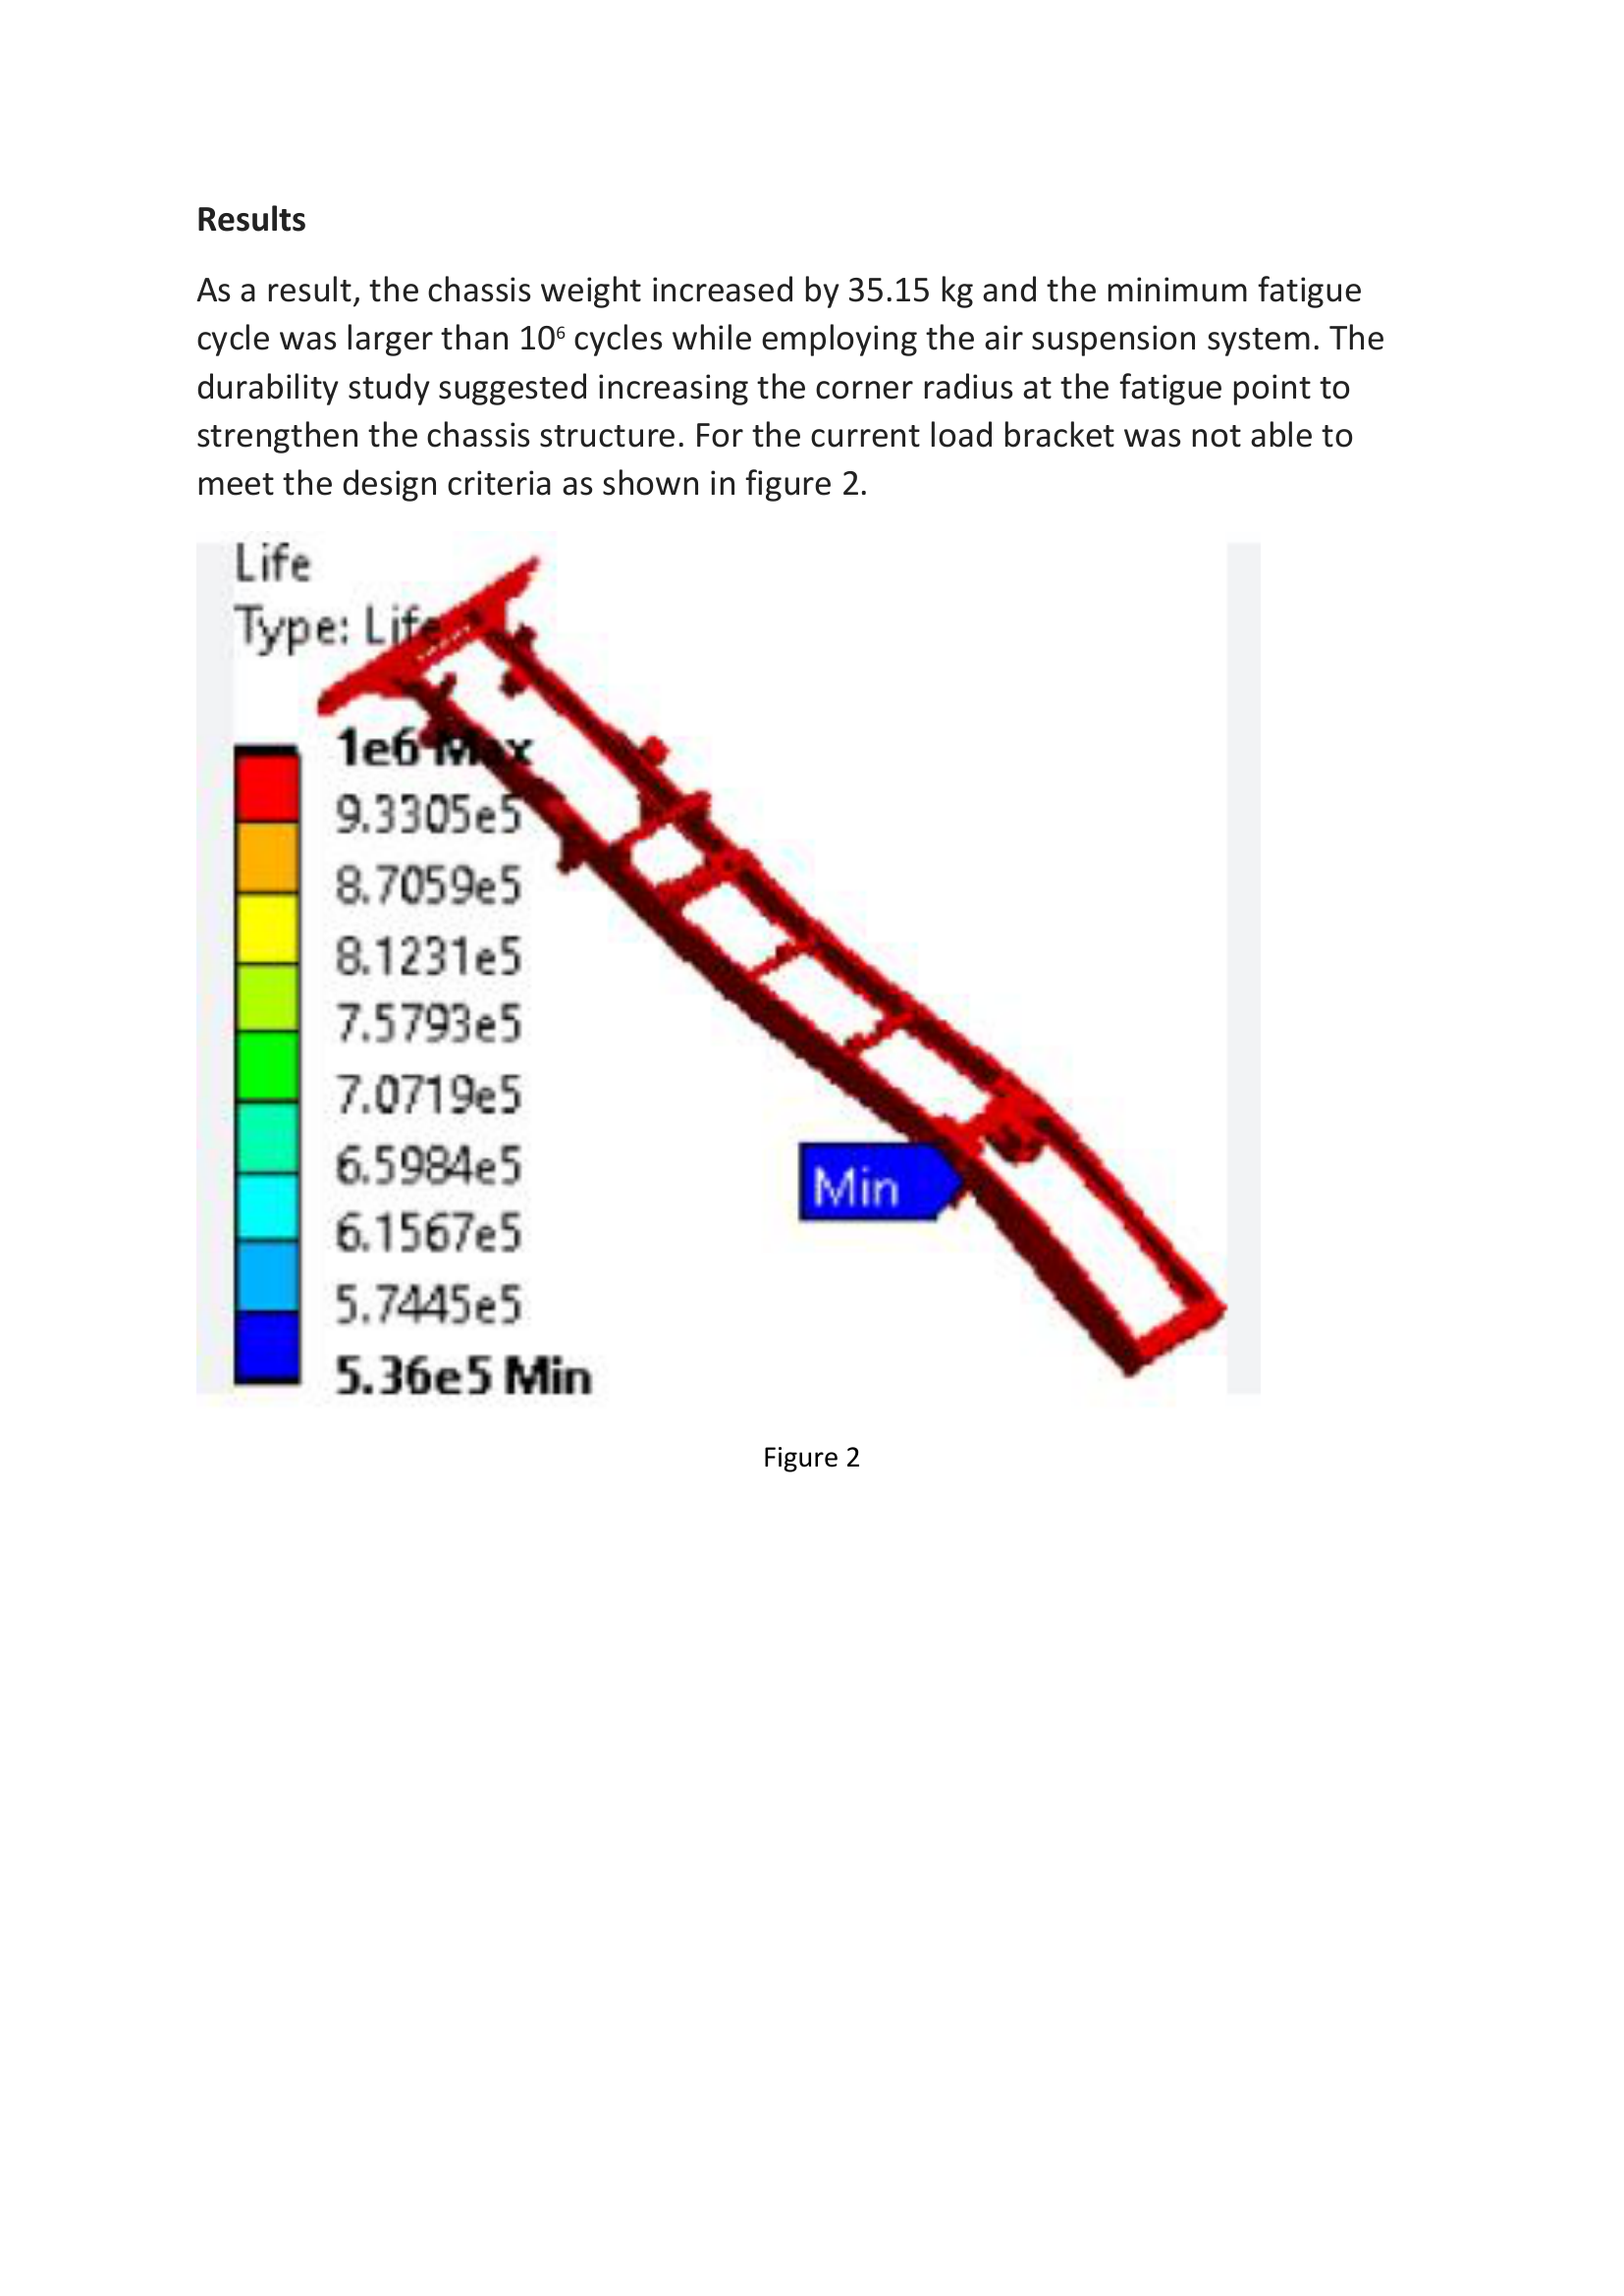 Results
As a result, the chassis weight increased by 35.15 kg and the minimum fatigue
cycle was larger than 10⁶ cycles while employing the air suspension system. The
durability study suggested increasing the corner radius at the fatigue point to
strengthen the chassis structure. For the current load bracket was not able to
meet the design criteria as shown in figure 2.
Life
Type: Life
1e6 Max
9.3305e5
8.7059e5
8.1231e5
7.5793e5
7.0719e5
6.5984e5
6.1567e5
5.7445e5
5.36e5 Min
Min
Figure 2